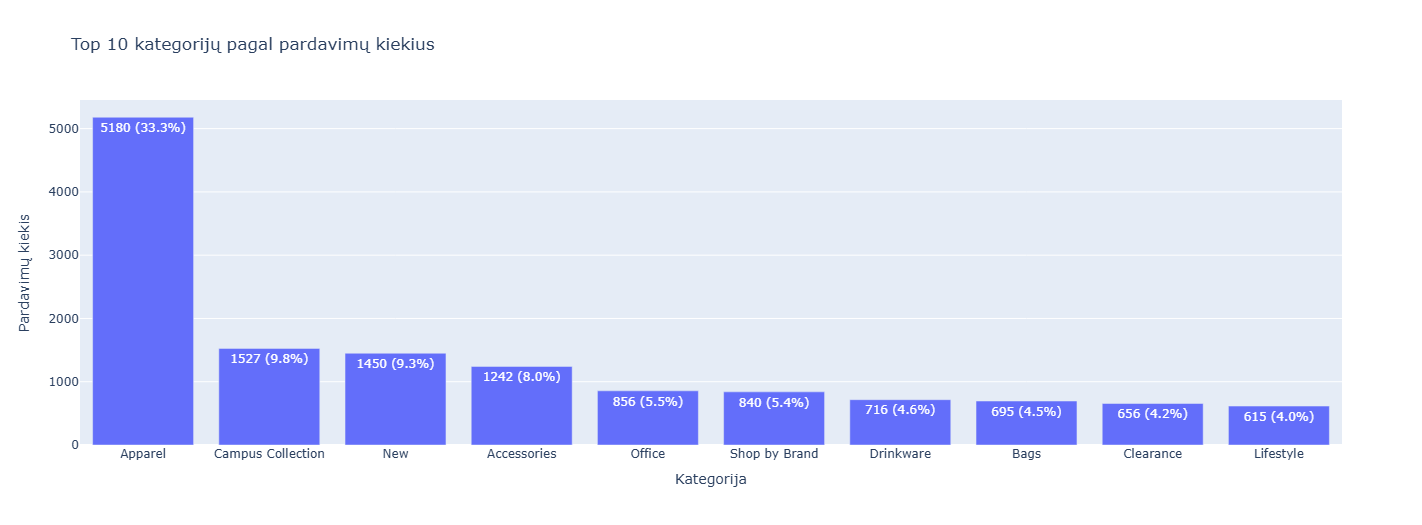 Top 10 kategorijų pagal pardavimų kiekius
Pardavimų kiekis
5000
4000
3000
2000
1000
0
5180 (33.3%)
1527 (9.8%)
1450 (9.3%)
1242 (8.0%)
856 (5.5%)
840 (5.4%)
716 (4.6%)
695 (4.5%)
656 (4.2%)
615 (4.0%)
Apparel
Campus Collection
New
Accessories
Office
Shop by Brand
Drinkware
Bags
Clearance
Lifestyle
Kategorija